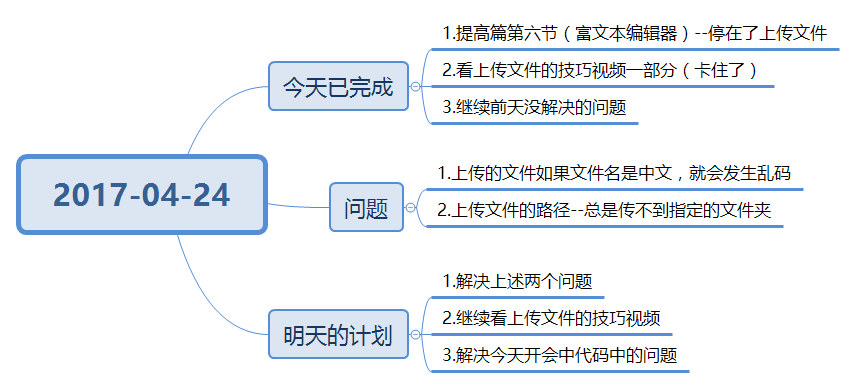 2017-04-24
今天已完成
1.提高篇第六节（富文本编辑器）--停在了上传文件
2.看上传文件的技巧视频一部分（卡住了）
3.继续前天没解决的问题
问题
1.上传的文件如果文件名是中文，就会发生乱码
2.上传文件的路径--总是传不到指定的文件夹
明天的计划
1.解决上述两个问题
2.继续看上传文件的技巧视频
3.解决今天开会中代码中的问题